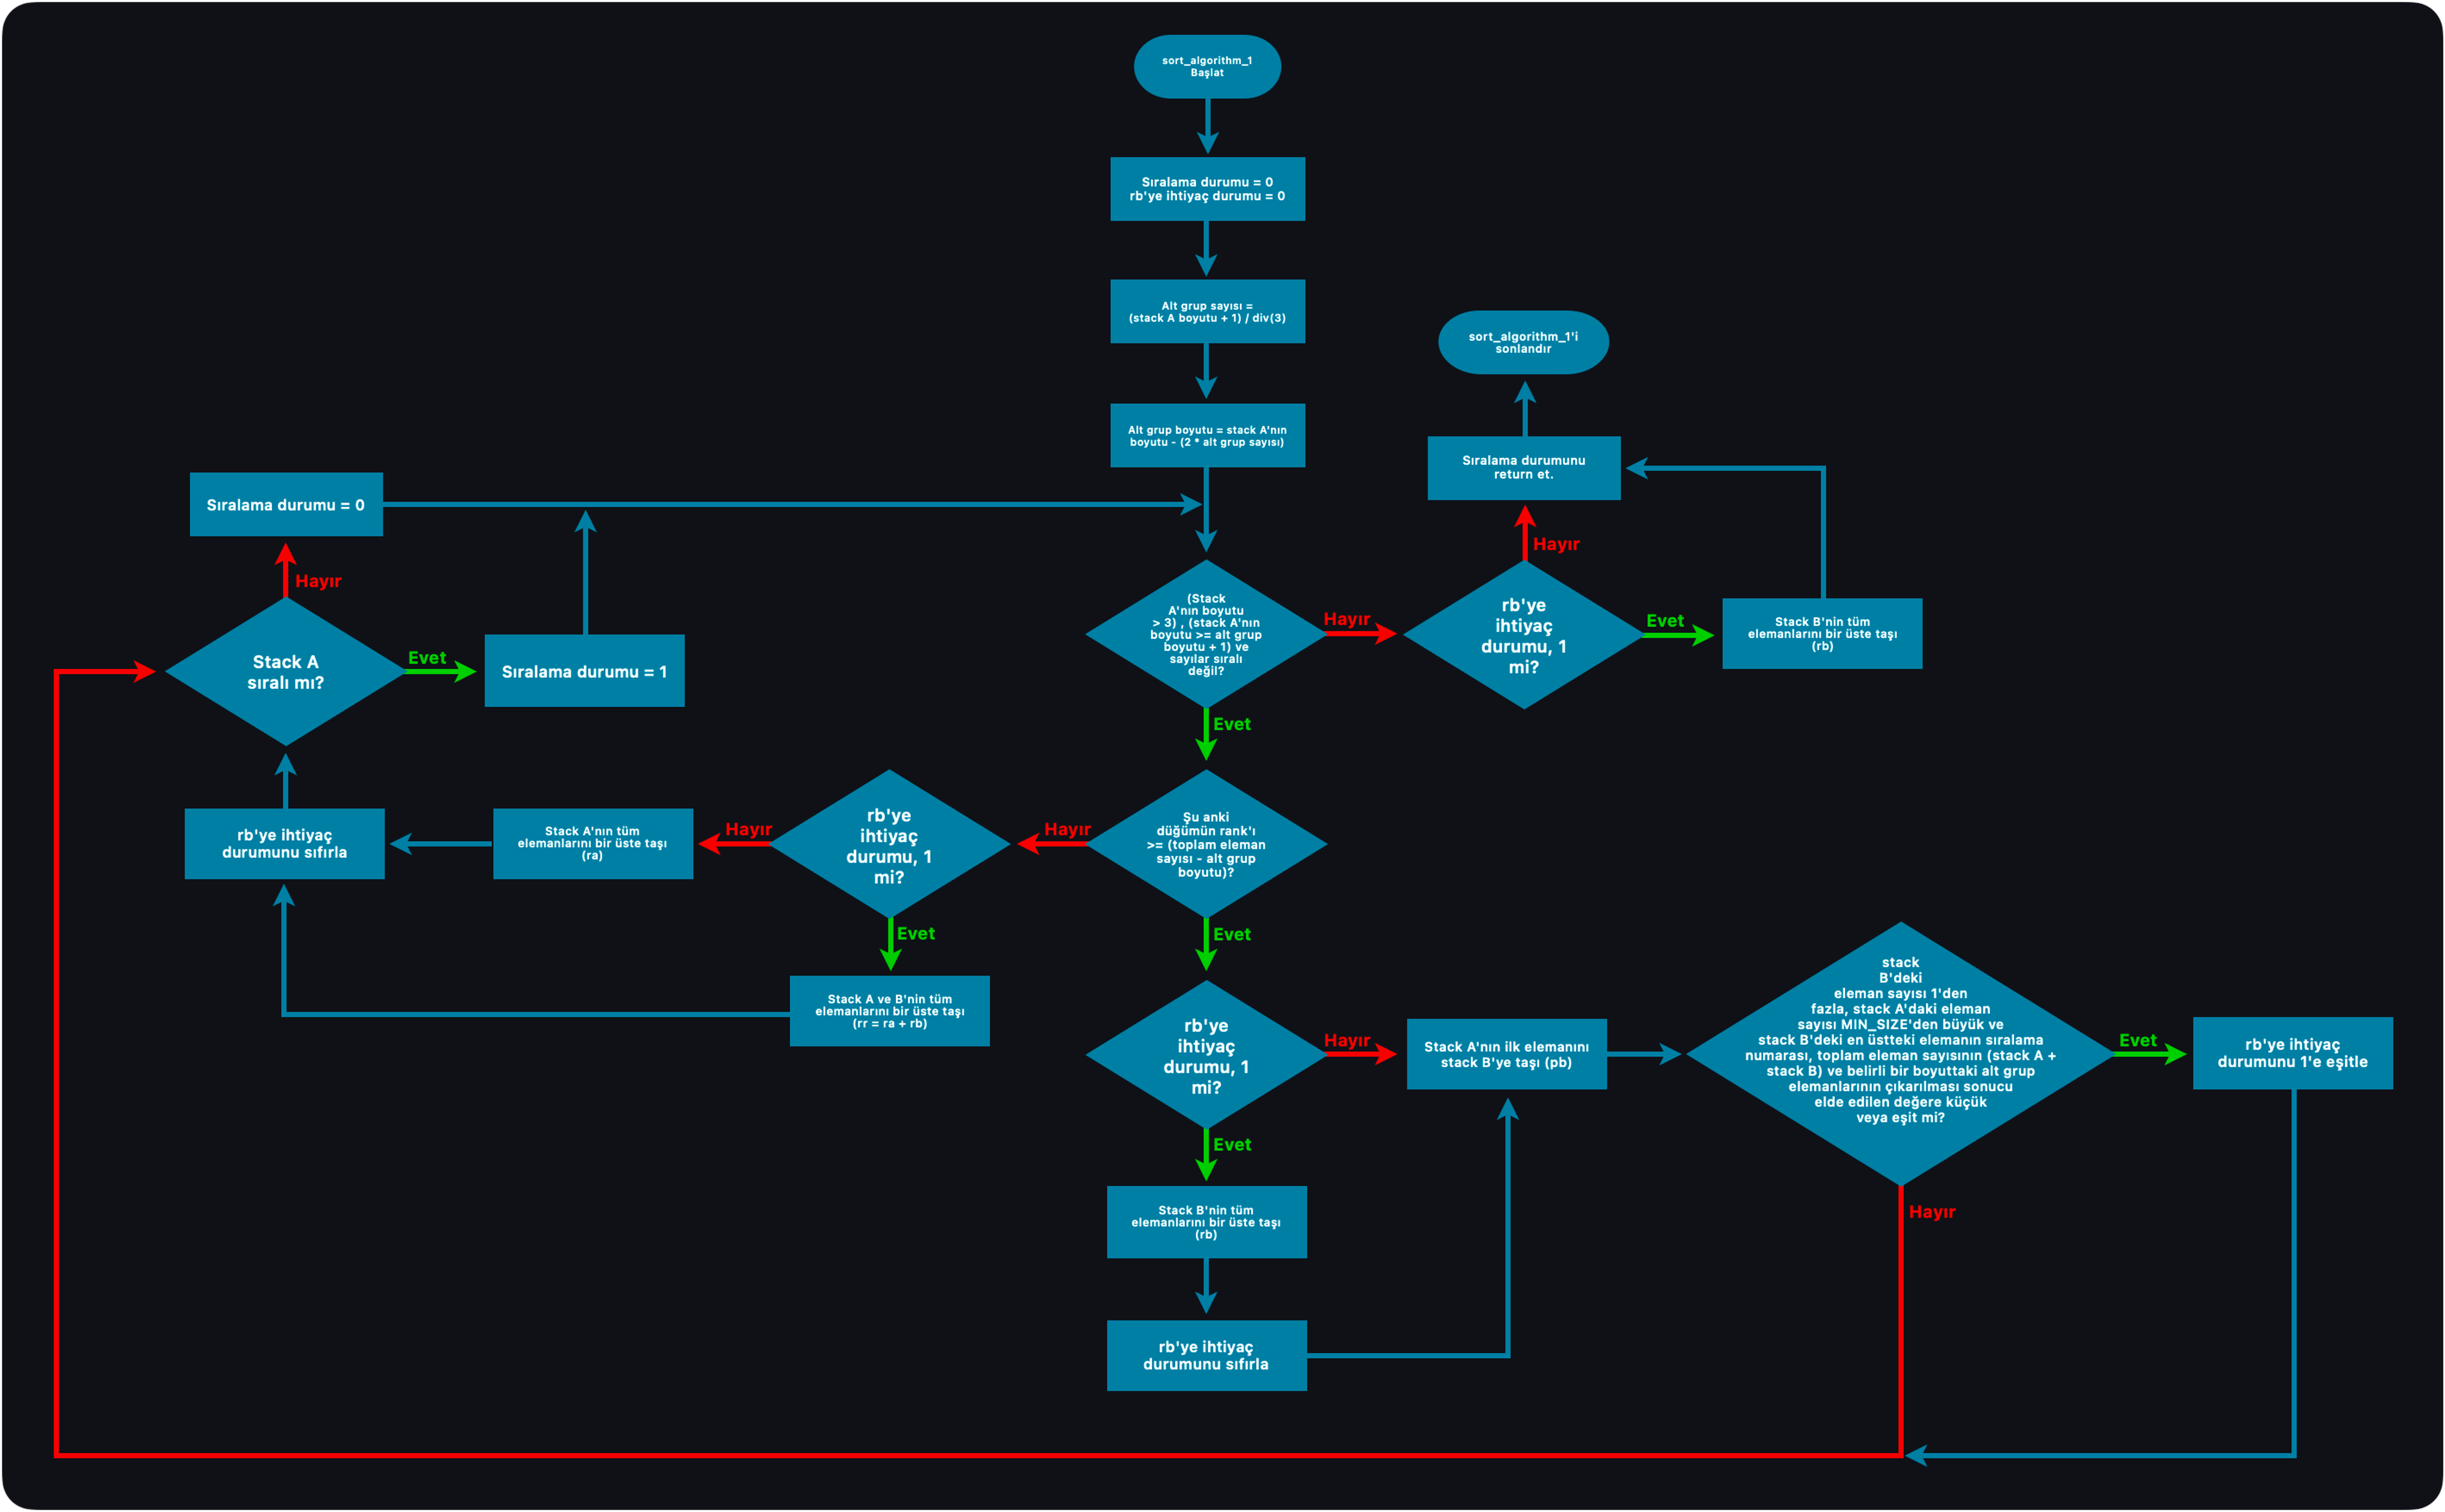 sort_algorithm_1
Başlat
Sıralama durumu = 0
rb'ye ihtiyaç durumu = 0
Alt grup sayısı =
(stack A boyutu + 1) / div(3)
Alt grup boyutu = stack A'nın
boyutu - (2 * alt grup sayısı)
sort_algorithm_1'i
sonlandır
Sıralama durumunu
return et.
Hayır
Sıralama durumu = 0
Hayır
Stack A
sıralı mı?
Evet
Sıralama durumu = 1
(Stack
A'nın boyutu
> 3) , (stack A'nın
boyutu >= alt grup
boyutu + 1) ve
sayılar sıralı
değil?
Hayır
rb'ye
ihtiyaç
durumu, 1
mi?
Evet
Stack B'nin tüm
elemanlarını bir üste taşı
(rb)
Evet
rb'ye ihtiyaç
durumunu sıfırla
Stack A'nın tüm
elemanlarını bir üste taşı
(ra)
Hayır
rb'ye
ihtiyaç
durumu, 1
mi?
Hayır
Şu anki
düğümün rank'ı
>= (toplam eleman
sayısı - alt grup
boyutu)?
Evet
Evet
Stack A ve B'nin tüm
elemanlarını bir üste taşı
(rr = ra + rb)
rb'ye
ihtiyaç
durumu, 1
mi?
Hayır
Stack A'nın ilk elemanını
stack B'ye taşı (pb)
stack
B'deki
eleman sayısı 1'den
fazla, stack A'daki eleman
sayısı MIN_SIZE'den büyük ve
stack B'deki en üstteki elemanın sıralama
numarası, toplam eleman sayısının (stack A +
stack B) ve belirli bir boyuttaki alt grup
elemanlarının çıkarılması sonucu
elde edilen değere küçük
veya eşit mi?
Evet
rb'ye ihtiyaç
durumunu 1'e eşitle
Evet
Hayır
Stack B'nin tüm
elemanlarını bir üste taşı
(rb)
rb'ye ihtiyaç
durumunu sıfırla